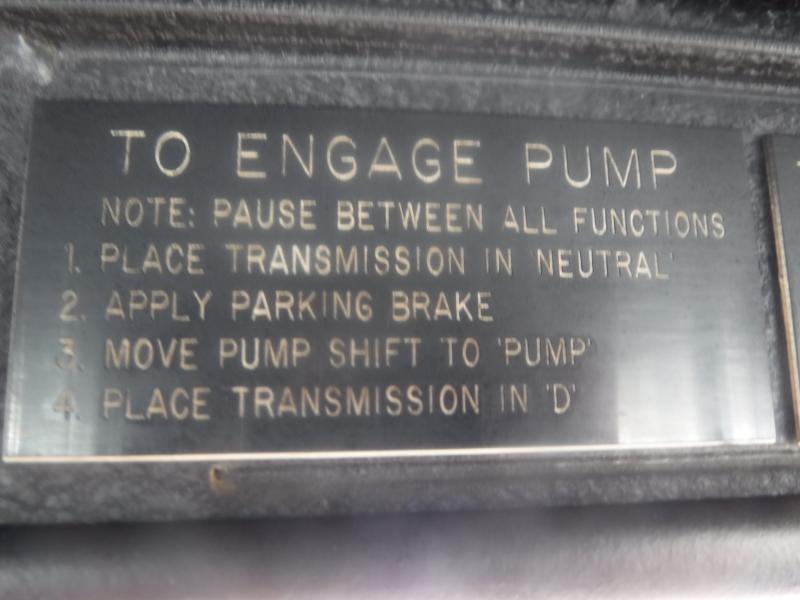 TO ENGAGE PUMP
NOTE: PAUSE BETWEEN ALL FUNCTIONS
1. PLACE TRANSMISSION IN 'NEUTRAL'
2. APPLY PARKING BRAKE
3. MOVE PUMP SHIFT TO 'PUMP'
4. PLACE TRANSMISSION IN 'D'